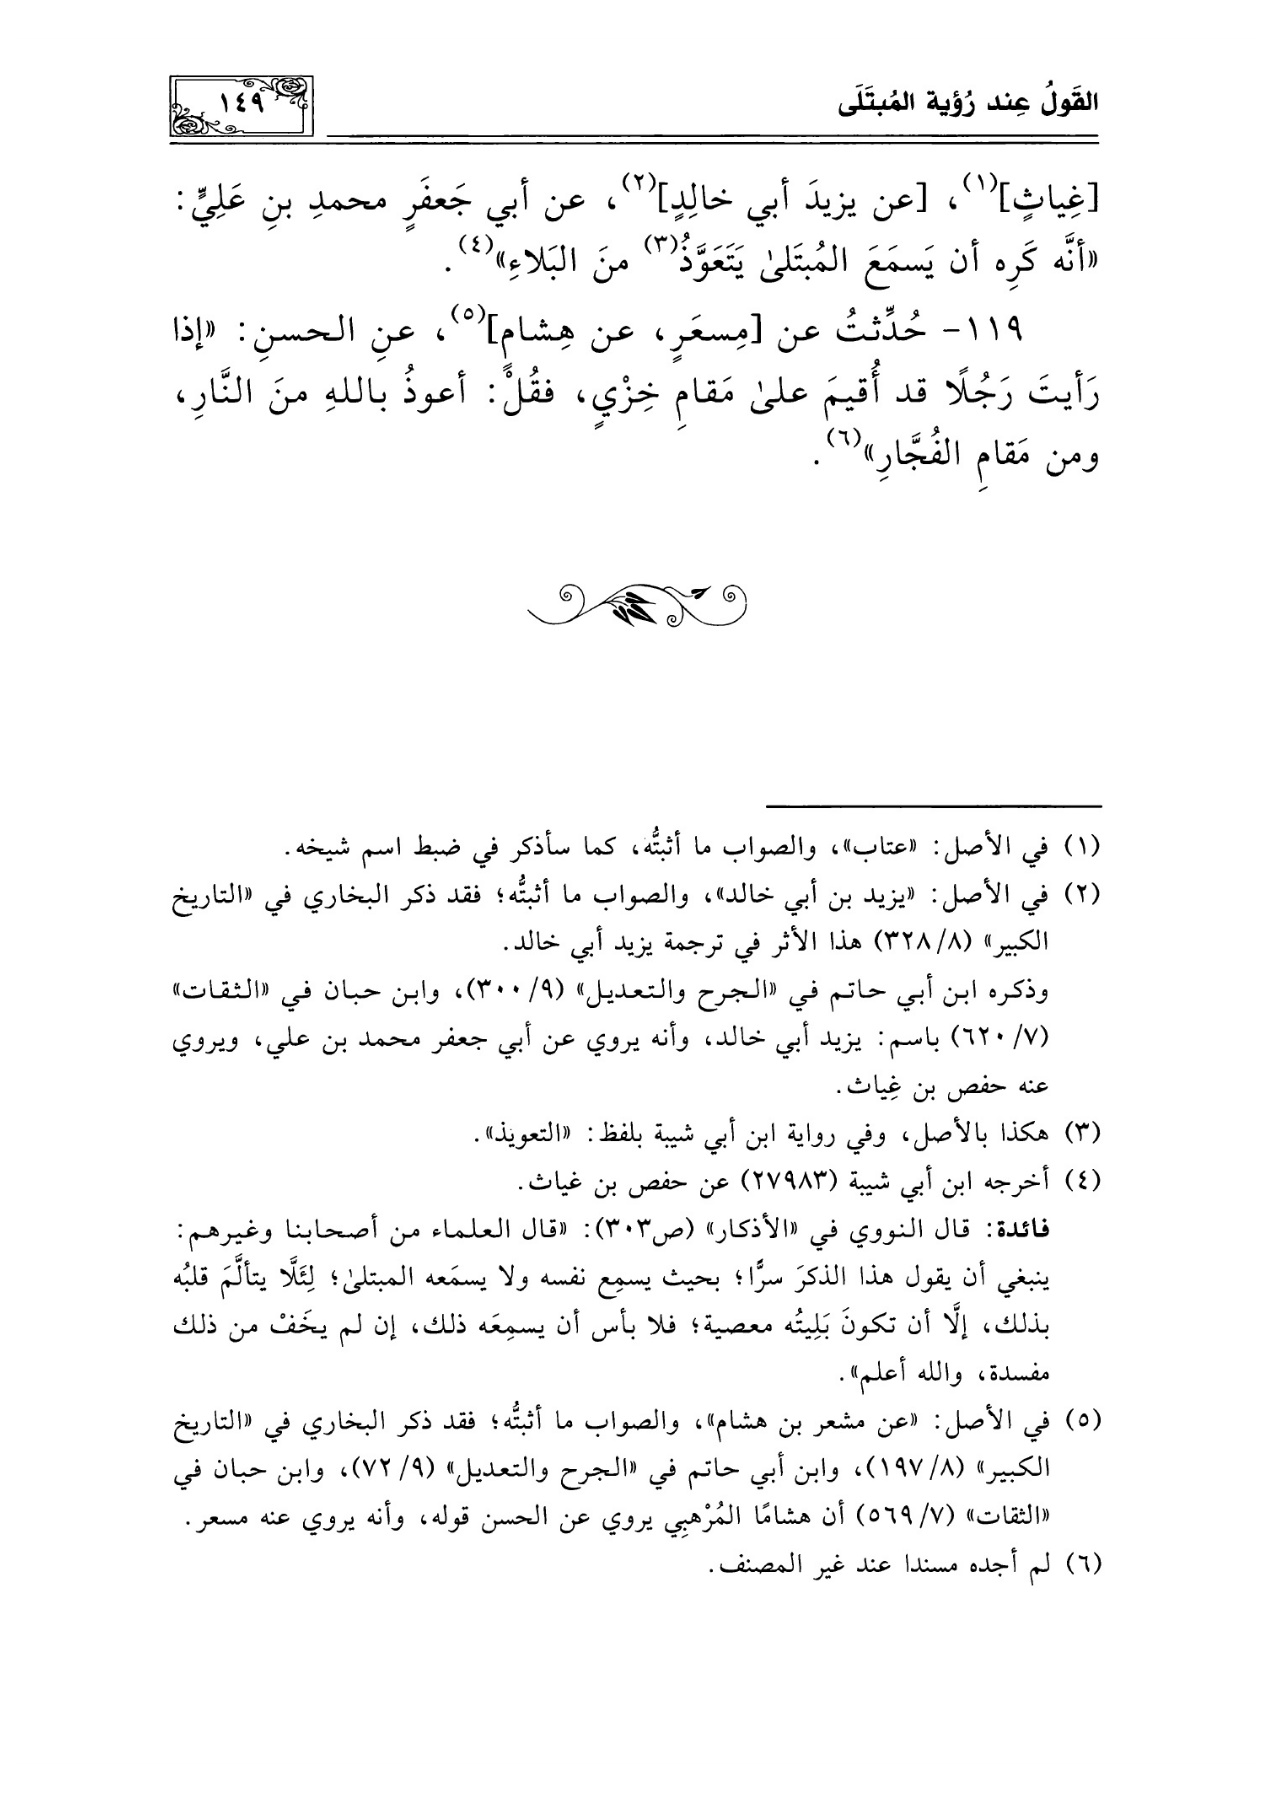 القَولُ عِند رُؤية المُبتَلَى
١٤٩
[غِياثٍ](١)، [عن يزيدَ أبي خالِدٍ](٢)، عن أبي جَعفَرٍ محمدِ بنِ عَلِيٍّ:
«أنَّه كَرِه أن يَسمَعَ المُبتَلىٰ يَتَعَوَّذُ(٣) منَ البَلاءِ»(٤).
١١٩- حُدِّثتُ عن [مِسعَرٍ، عن هِشامٍ](٥)، عنِ الحسنِ: «إذا
رَأيتَ رَجُلًا قد أُقيمَ علىٰ مَقامِ خِزْيٍ، فقُلْ: أعوذُ باللهِ منَ النَّارِ،
ومن مَقامِ الفُجَّارِ»(٦).
(١) في الأصل: «عتاب»، والصواب ما أثبتُّه، كما سأذكر في ضبط اسم شيخه.
(٢) في الأصل: «يزيد بن أبي خالد»، والصواب ما أثبتُّه؛ فقد ذكر البخاري في «التاريخ
الكبير» (٣٢٨/٨) هذا الأثر في ترجمة يزيد أبي خالد.
وذكره ابن أبي حاتم في «الجرح والتعديل» (٣٠٠/٩)، وابن حبان في «الثقات»
(٦٢٠/٧) باسم: يزيد أبي خالد، وأنه يروي عن أبي جعفر محمد بن علي، ويروي
عنه حفص بن غِياث.
(٣) هكذا بالأصل، وفي رواية ابن أبي شيبة بلفظ: «التعويذ».
(٤) أخرجه ابن أبي شيبة (٢٧٩٨٣) عن حفص بن غياث.
فائدة: قال النووي في «الأذكار» (ص٣٠٣): «قال العلماء من أصحابنا وغيرهم:
ينبغي أن يقول هذا الذكرَ سرًّا؛ بحيث يسمِع نفسه ولا يسمَعه المبتلىٰ؛ لِئَلَّا يتألَّمَ قلبُه
بذلك، إلَّا أن تكونَ بَلِيتُه معصية؛ فلا بأس أن يسمِعَه ذلك، إن لم يخَفْ من ذلك
مفسدة، والله أعلم».
(٥) في الأصل: «عن مشعر بن هشام»، والصواب ما أثبتُّه؛ فقد ذكر البخاري في «التاريخ
الكبير» (١٩٧/٨)، وابن أبي حاتم في «الجرح والتعديل» (٧٢/٩)، وابن حبان في
«الثقات» (٥٦٩/٧) أن هشامًا المُرْهبِي يروي عن الحسن قوله، وأنه يروي عنه مسعر.
(٦) لم أجده مسندا عند غير المصنف.